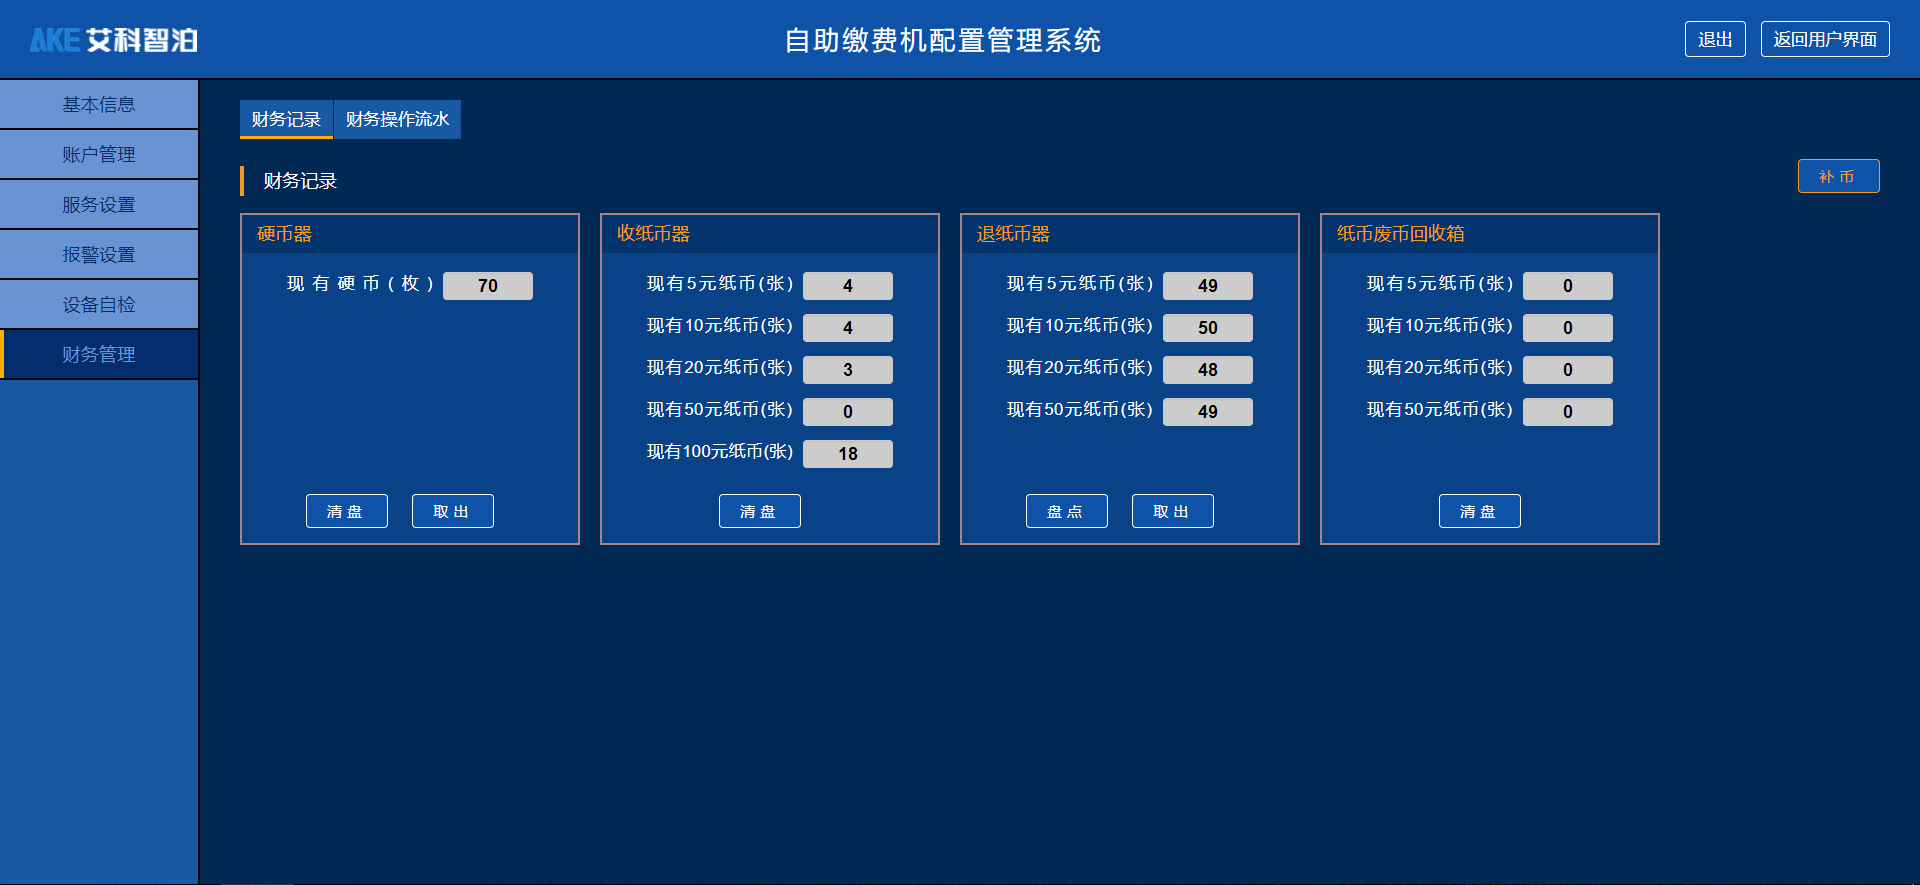 AKE 艾科智泊
自助缴费机配置管理系统
退出
返回用户界面
基本信息
账户管理
服务设置
报警设置
设备自检
财务管理
财务记录
财务操作流水
财务记录
补 币
硬币器
现 有 硬 币 ( 枚 ) 70
清 盘
取 出
收纸币器
现有5元纸币(张) 4
现有10元纸币(张) 4
现有20元纸币(张) 3
现有50元纸币(张) 0
现有100元纸币(张) 18
清 盘
退纸币器
现有5元纸币(张) 49
现有10元纸币(张) 50
现有20元纸币(张) 48
现有50元纸币(张) 49
盘 点
取 出
纸币废币回收箱
现有5元纸币(张) 0
现有10元纸币(张) 0
现有20元纸币(张) 0
现有50元纸币(张) 0
清 盘